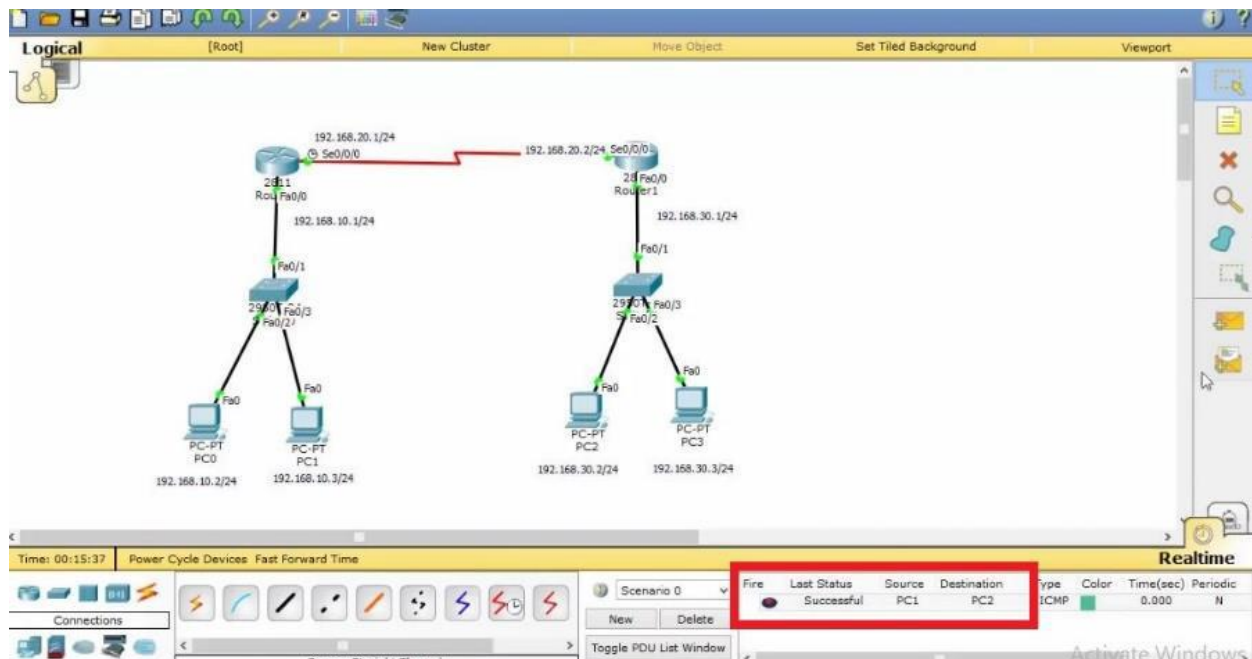 Logical [Root] New Cluster Move Object Set Tiled Background Viewport
192.168.20.1/24
Se0/0/0
192.168.20.2/24 Se0/0/0
2811
Rou Fa0/0
28 Fa0/0
Router1
192.168.10.1/24
192.168.30.1/24
Fa0/1
Fa0/1
Fa0/3
Fa0/2
Fa0/3
Fa0/2
Fa0
Fa0
Fa0
Fa0
PC-PT
PC0
PC-PT
PC1
PC-PT
PC2
PC-PT
PC3
192.168.10.2/24
192.168.10.3/24
192.168.30.2/24
192.168.30.3/24
Time: 00:15:37 Power Cycle Devices Fast Forward Time Realtime
Connections
Scenario 0
New Delete
Toggle PDU List Window
Fire Last Status Source Destination Type Color Time(sec) Periodic
Successful PC1 PC2 ICMP 0.000 N
Activate Windows